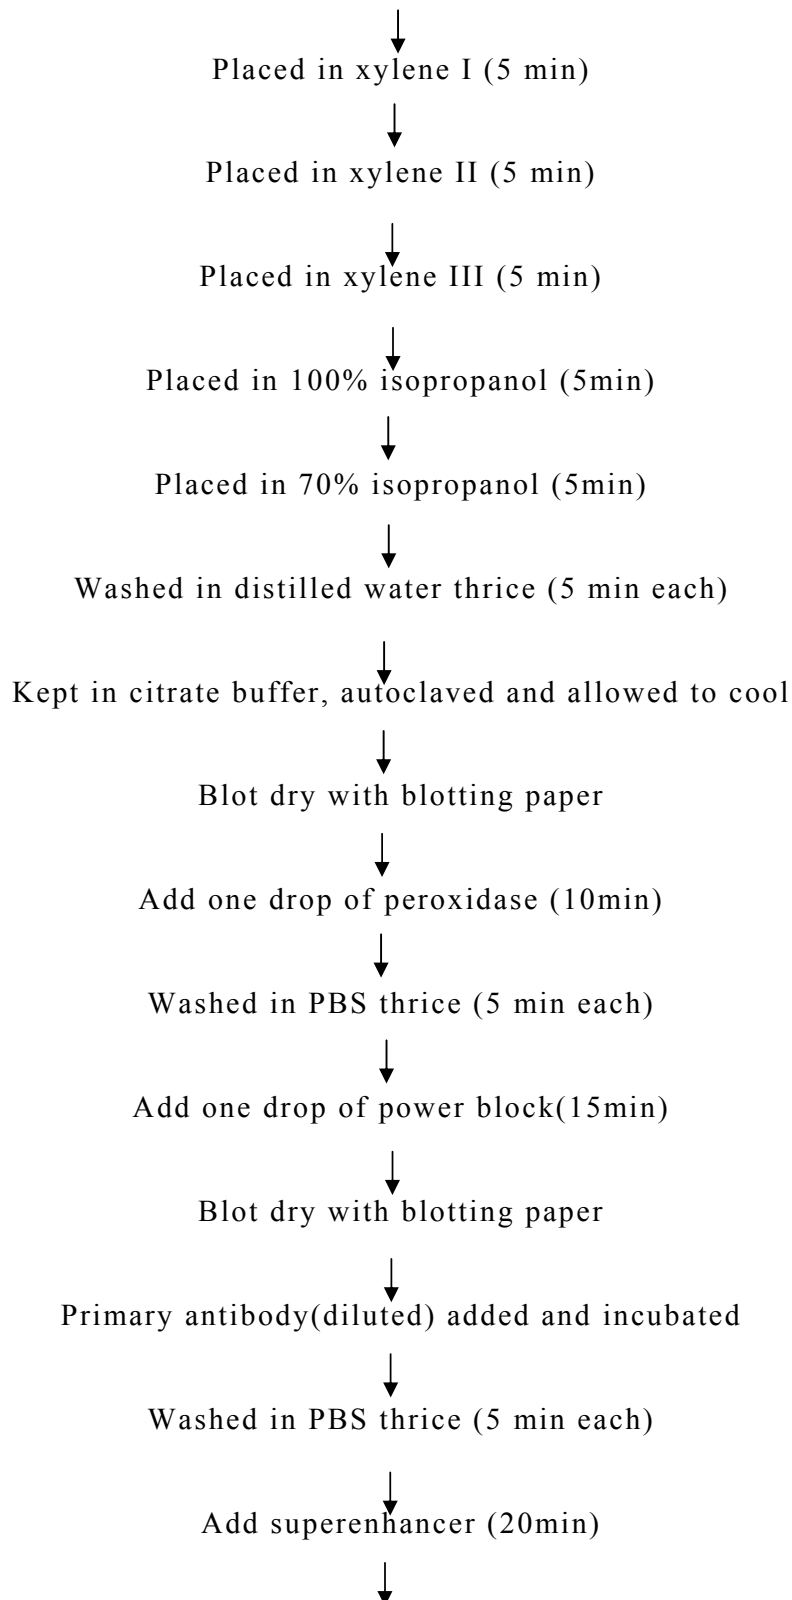 Placed in xylene I (5 min)
Placed in xylene II (5 min)
Placed in xylene III (5 min)
Placed in 100% isopropanol (5min)
Placed in 70% isopropanol (5min)
Washed in distilled water thrice (5 min each)
Kept in citrate buffer, autoclaved and allowed to cool
Blot dry with blotting paper
Add one drop of peroxidase (10min)
Washed in PBS thrice (5 min each)
Add one drop of power block(15min)
Blot dry with blotting paper
Primary antibody(diluted) added and incubated
Washed in PBS thrice (5 min each)
Add superenhancer (20min)